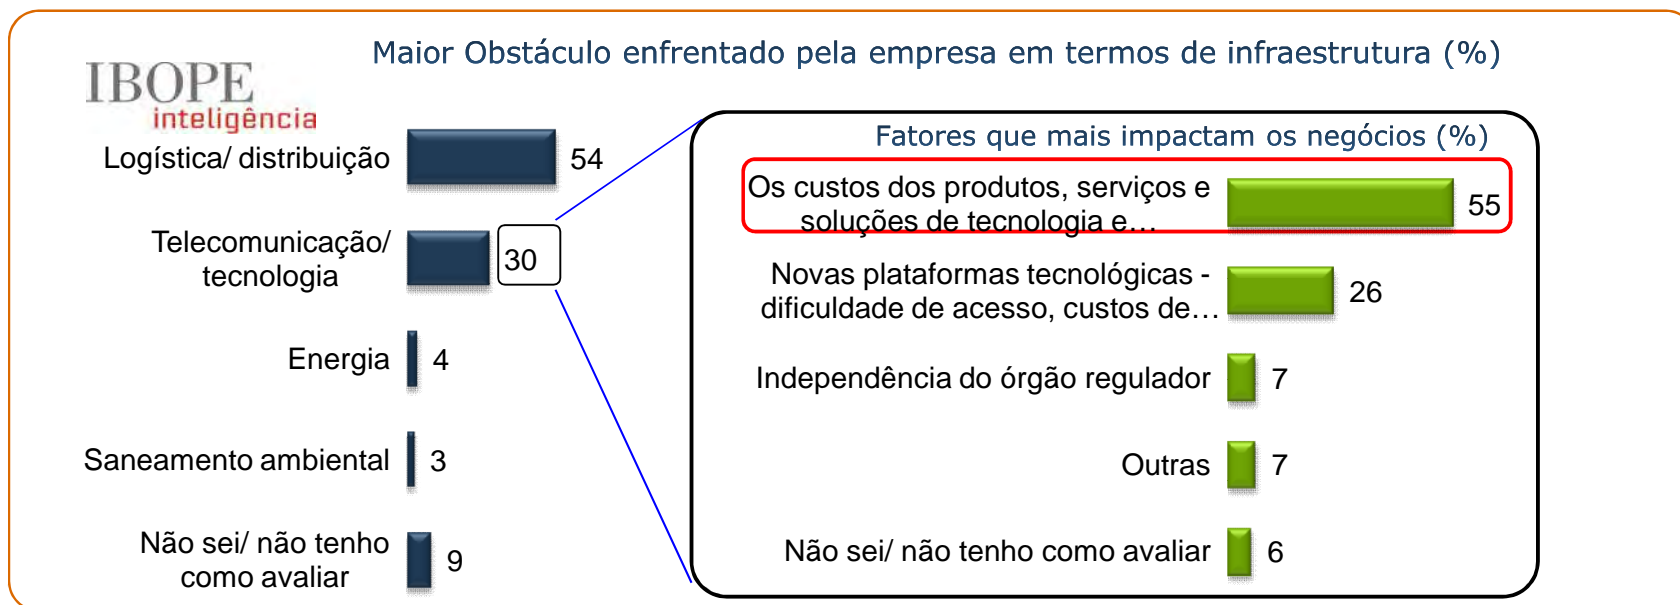 Maior Obstáculo enfrentado pela empresa em termos de infraestrutura (%)
IBOPE
inteligência
Logística/ distribuição
54
Telecomunicação/
tecnologia
30
Energia
4
Saneamento ambiental
3
Não sei/ não tenho
como avaliar
9
Fatores que mais impactam os negócios (%)
Os custos dos produtos, serviços e
soluções de tecnologia e…
55
Novas plataformas tecnológicas -
dificuldade de acesso, custos de…
26
Independência do órgão regulador
7
Outras
7
Não sei/ não tenho como avaliar
6